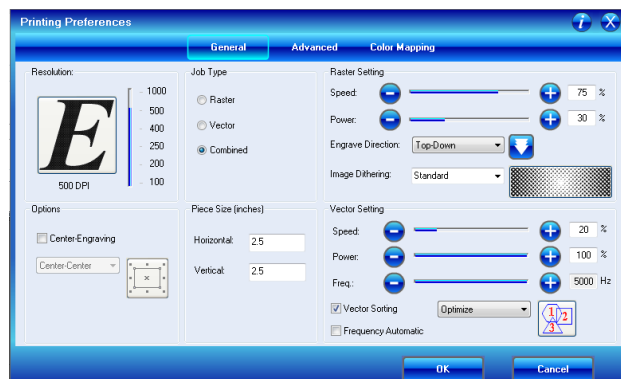 Printing Preferences
General Advanced Color Mapping
Resolution:
E
1000
500
400
250
200
100
500 DPI
Job Type
Raster
Vector
Combined
Raster Setting
Speed: 75 %
Power: 30 %
Engrave Direction: Top-Down
Image Dithering: Standard
Options
Center-Engraving
Center-Center
Piece Size (inches)
Horizontal: 2.5
Vertical: 2.5
Vector Setting
Speed: 20 %
Power: 100 %
Freq.: 5000 Hz
Vector Sorting Optimize
1 2
3
Frequency Automatic
OK Cancel